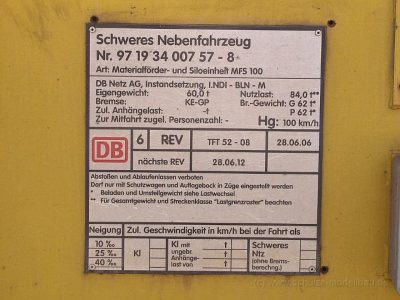 Schweres Nebenfahrzeug
Nr. 97 19 34 007 57 - 8*
Art: Materialförder- und Siloeinheit MFS 100
DB Netz AG, Instandsetzung, I.NDI - BLN - M
Eigengewicht: 60,0 t Nutzlast: 84,0 t**
Bremse: KE-GP Br.-Gewicht: G 62 t*
Zul. Anhängelast: -t P 62 t*
Zur Mitfahrt zugel. Personenzahl: - Hg: 100 km/h
DB 6 REV TFT 52 - 08 28.06.06
nächste REV 28.06.12
Abstoßen und Ablaufenlassen verboten
Darf nur mit Schutzwagen und Auflagebock in Züge eingestellt werden
* Beladen und Umstellgewicht siehe Lastwechsel
** Für Gesamtgewicht und Streckenklasse "Lastgrenzraster" beachten
Neigung Zul. Geschwindigkeit in km/h bei der Fahrt als
10 ‰
25 ‰
40 ‰
Kl
Kl mit t
ungebr.
Anhänge- t
last von t
Schweres
Ntz
(ohne Brems-
berechnung.)